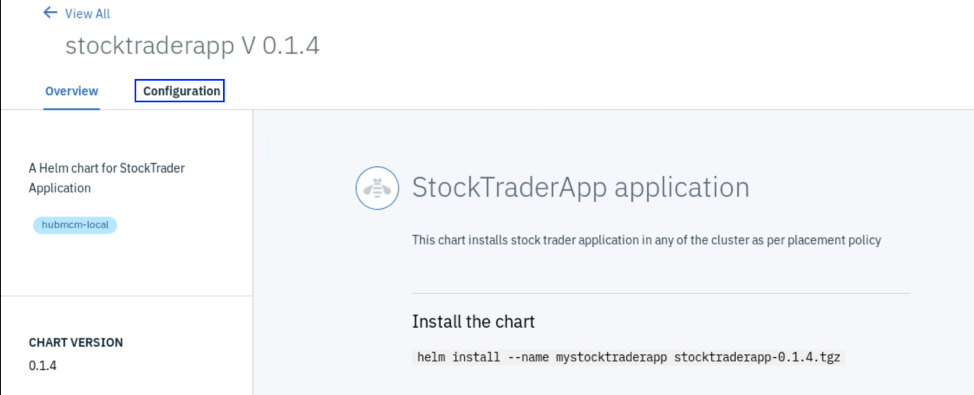 ← View All
stocktraderapp V 0.1.4
Overview Configuration
A Helm chart for StockTrader
Application
hubmcm-local
StockTraderApp application
This chart installs stock trader application in any of the cluster as per placement policy
Install the chart
helm install --name mystocktraderapp stocktraderapp-0.1.4.tgz
CHART VERSION
0.1.4